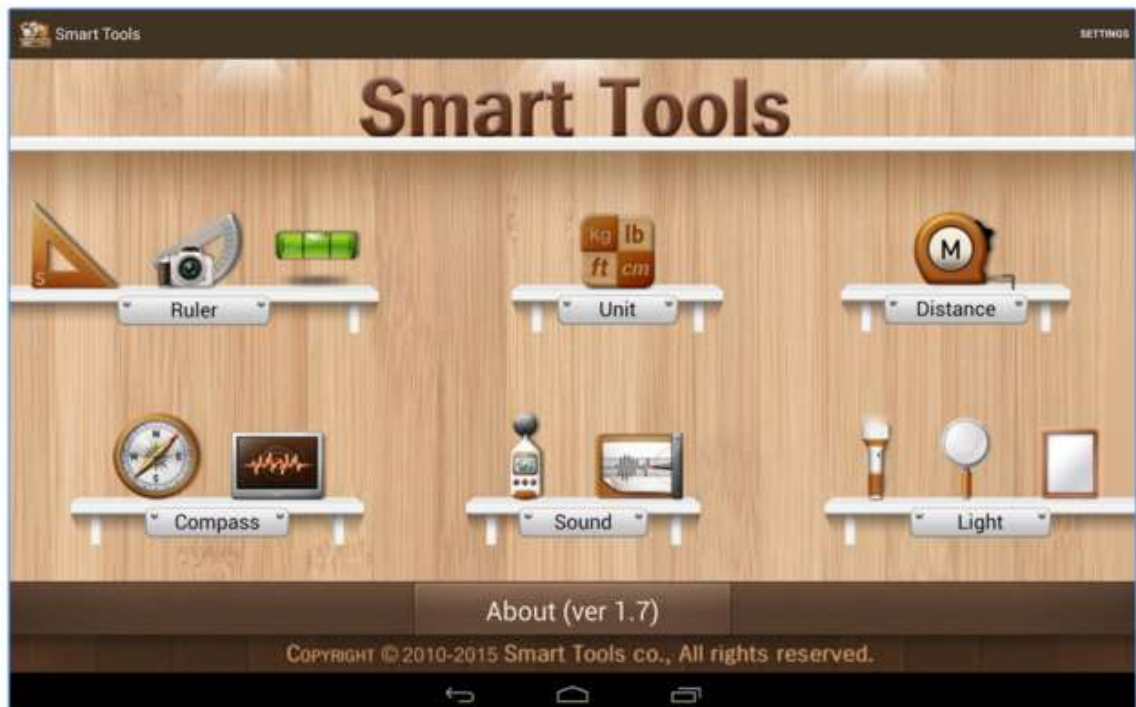 Smart Tools
SETTINGS
Smart Tools
5
Kg lb
ft cm
M
Ruler
Unit
Distance
N
W E
S
Compass
Sound
Light
About (ver 1.7)
COPYRIGHT © 2010-2015 Smart Tools co., All rights reserved.